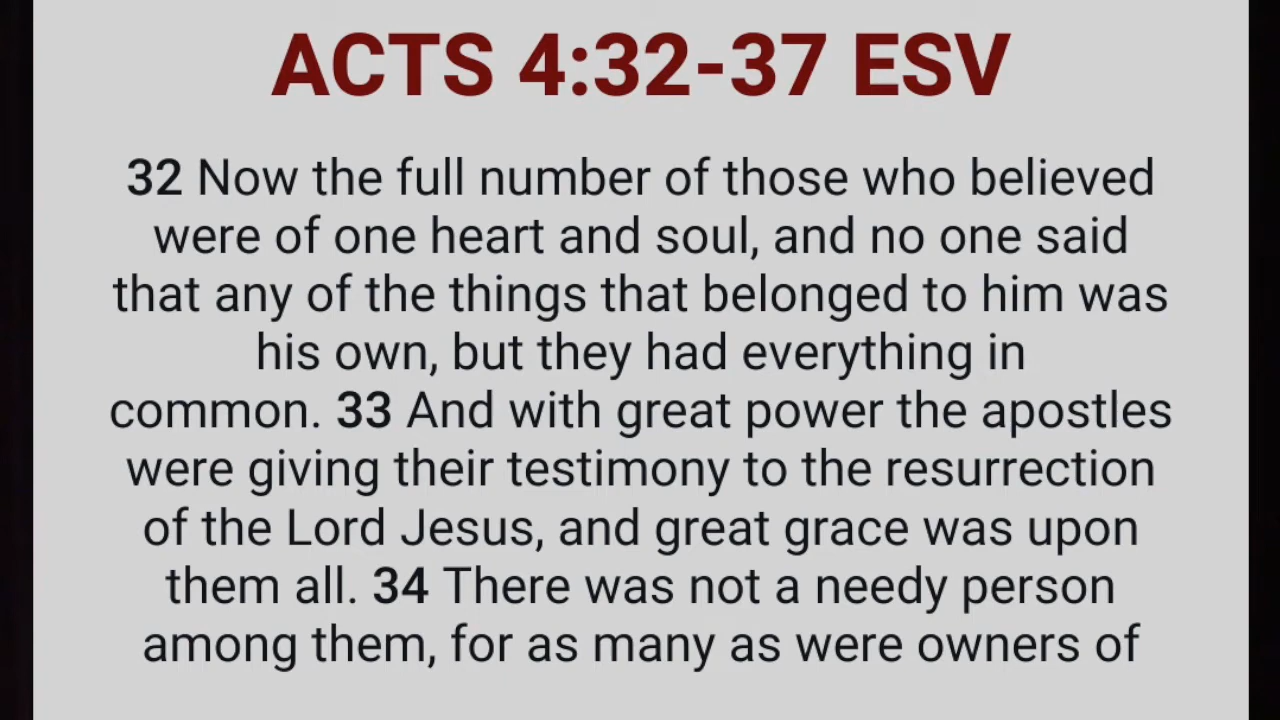 ACTS 4:32-37 ESV
32 Now the full number of those who believed
were of one heart and soul, and no one said
that any of the things that belonged to him was
his own, but they had everything in
common. 33 And with great power the apostles
were giving their testimony to the resurrection
of the Lord Jesus, and great grace was upon
them all. 34 There was not a needy person
among them, for as many as were owners of